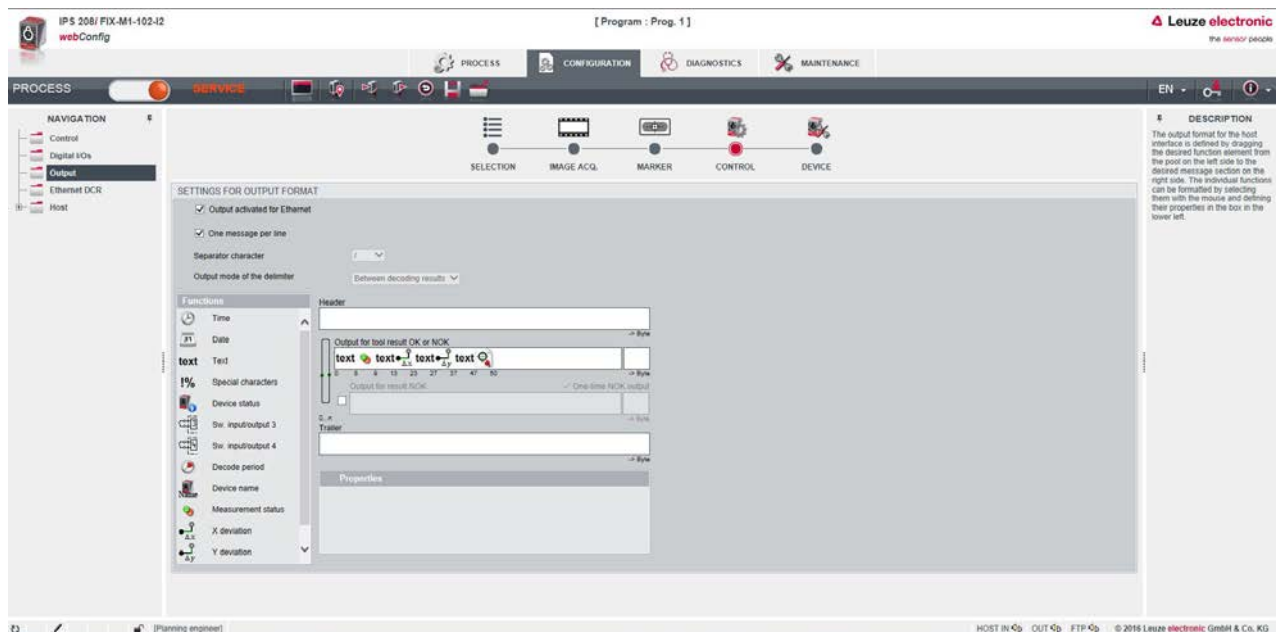 IPS 208/ FIX-M1-102-I2
webConfig
[ Program : Prog. 1 ]
Leuze electronic
the sensor people
PROCESS
CONFIGURATION
DIAGNOSTICS
MAINTENANCE
PROCESS
SERVICE
EN
NAVIGATION
Control
Digital I/Os
Output
Ethernet DCR
Host
SELECTION
IMAGE ACQ.
MARKER
CONTROL
DEVICE
DESCRIPTION
The output format for the host
interface is defined by dragging
the desired function element from
the pool on the left side to the
desired message section on the
right side. The individual functions
can be formatted by selecting
them with the mouse and defining
their properties in the box in the
lower left.
SETTINGS FOR OUTPUT FORMAT
Output activated for Ethernet
One message per line
Separator character
Output mode of the delimiter
Between decoding results
Functions
Time
Date
text Text
!% Special characters
Device status
Sw. input/output 3
Sw. input/output 4
Decode period
Name Device name
Measurement status
Δx X deviation
Δy Y deviation
Header
-> Byte
Output for tool result OK or NOK
text text Δx text Δy text
-> Byte
Output for result NOK
One-time NOK output
-> Byte
Trailer
-> Byte
Properties
[Planning engineer]
HOST IN OUT FTP © 2016 Leuze electronic GmbH & Co. KG